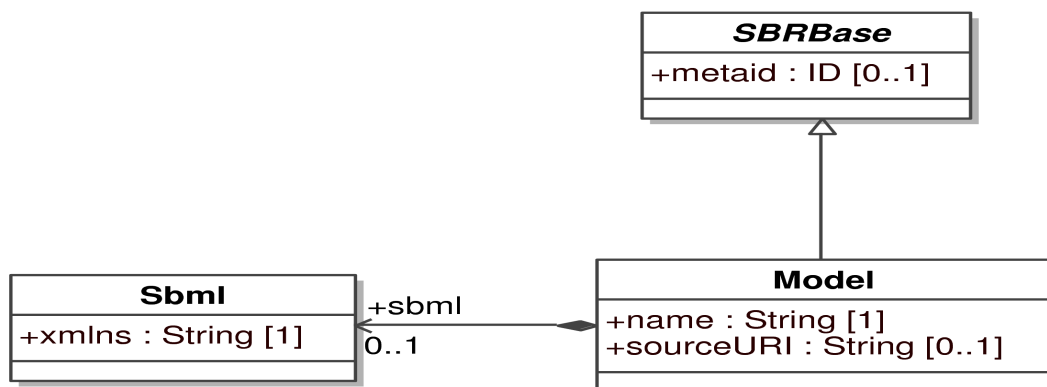 SBRBase
+metaid : ID [0..1]
Sbml
+xmlns : String [1]
+sbml
0..1
Model
+name : String [1]
+sourceURI : String [0..1]